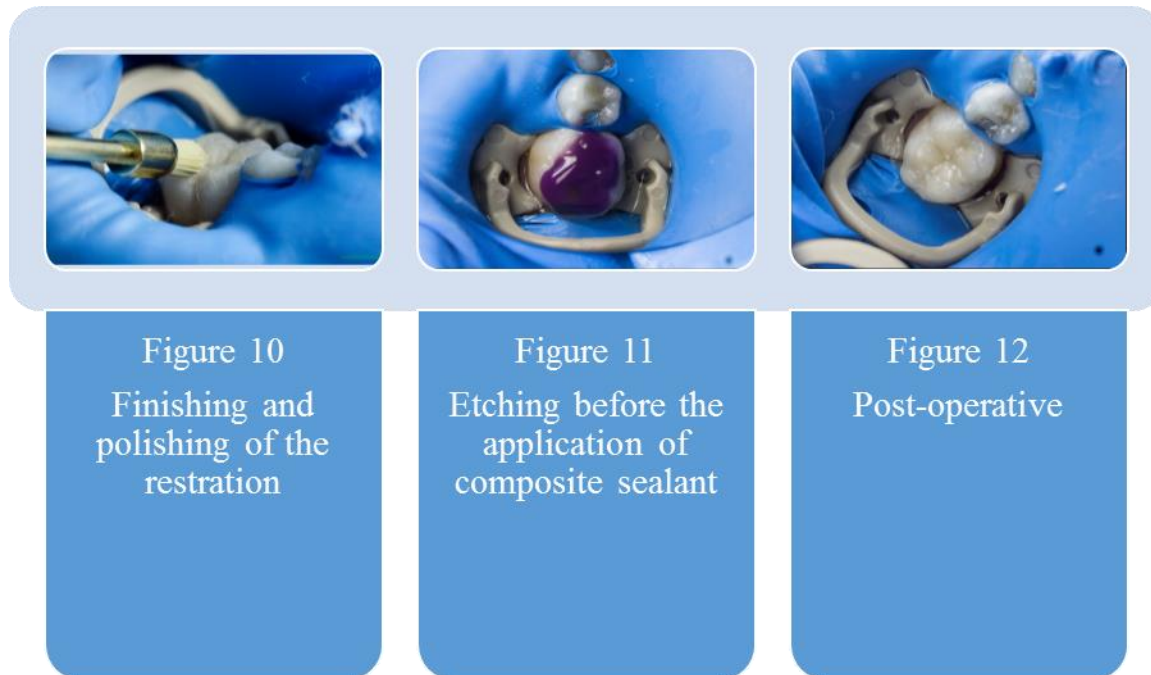 Figure 10
Finishing and
polishing of the
restration
Figure 11
Etching before the
application of
composite sealant
Figure 12
Post-operative